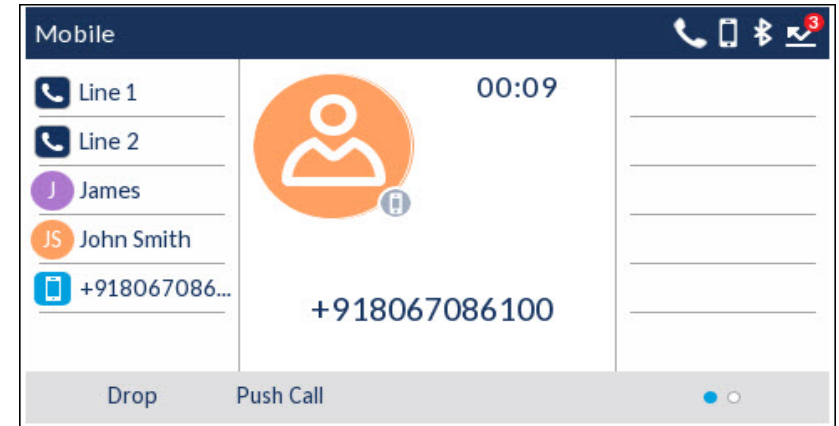 Mobile
3
Line 1
Line 2
J James
JS John Smith
+918067086...
00:09
+918067086100
Drop
Push Call